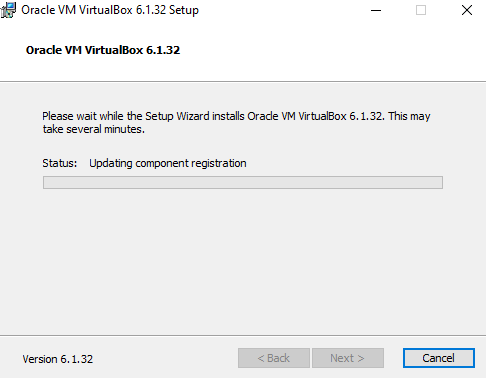 Oracle VM VirtualBox 6.1.32 Setup
Oracle VM VirtualBox 6.1.32
Please wait while the Setup Wizard installs Oracle VM VirtualBox 6.1.32. This may
take several minutes.
Status: Updating component registration
Version 6.1.32
< Back
Next >
Cancel